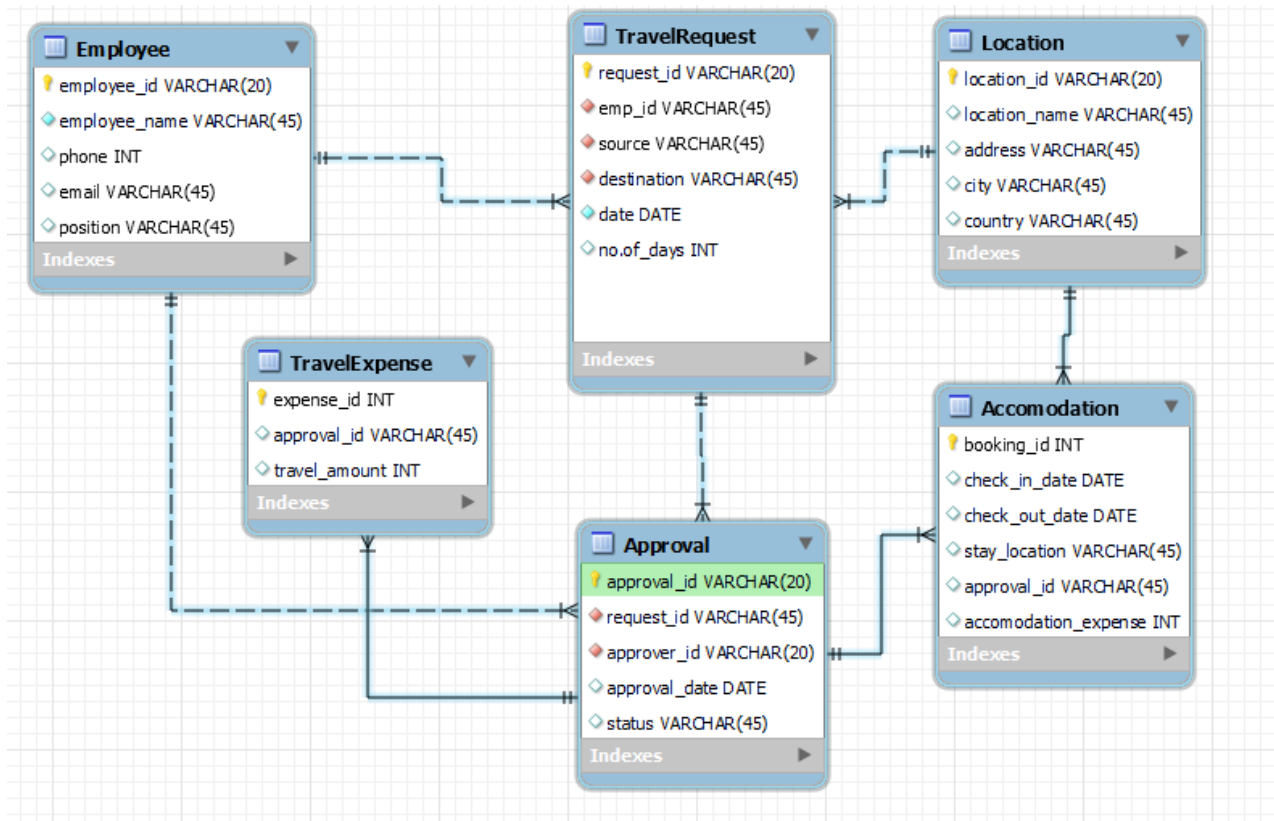 Employee
employee_id VARCHAR(20)
employee_name VARCHAR(45)
phone INT
email VARCHAR(45)
position VARCHAR(45)
Indexes
TravelRequest
request_id VARCHAR(20)
emp_id VARCHAR(45)
source VARCHAR(45)
destination VARCHAR(45)
date DATE
no.of_days INT
Indexes
Location
location_id VARCHAR(20)
location_name VARCHAR(45)
address VARCHAR(45)
city VARCHAR(45)
country VARCHAR(45)
Indexes
TravelExpense
expense_id INT
approval_id VARCHAR(45)
travel_amount INT
Indexes
Approval
approval_id VARCHAR(20)
request_id VARCHAR(45)
approver_id VARCHAR(20)
approval_date DATE
status VARCHAR(45)
Indexes
Accomodation
booking_id INT
check_in_date DATE
check_out_date DATE
stay_location VARCHAR(45)
approval_id VARCHAR(45)
accomodation_expense INT
Indexes